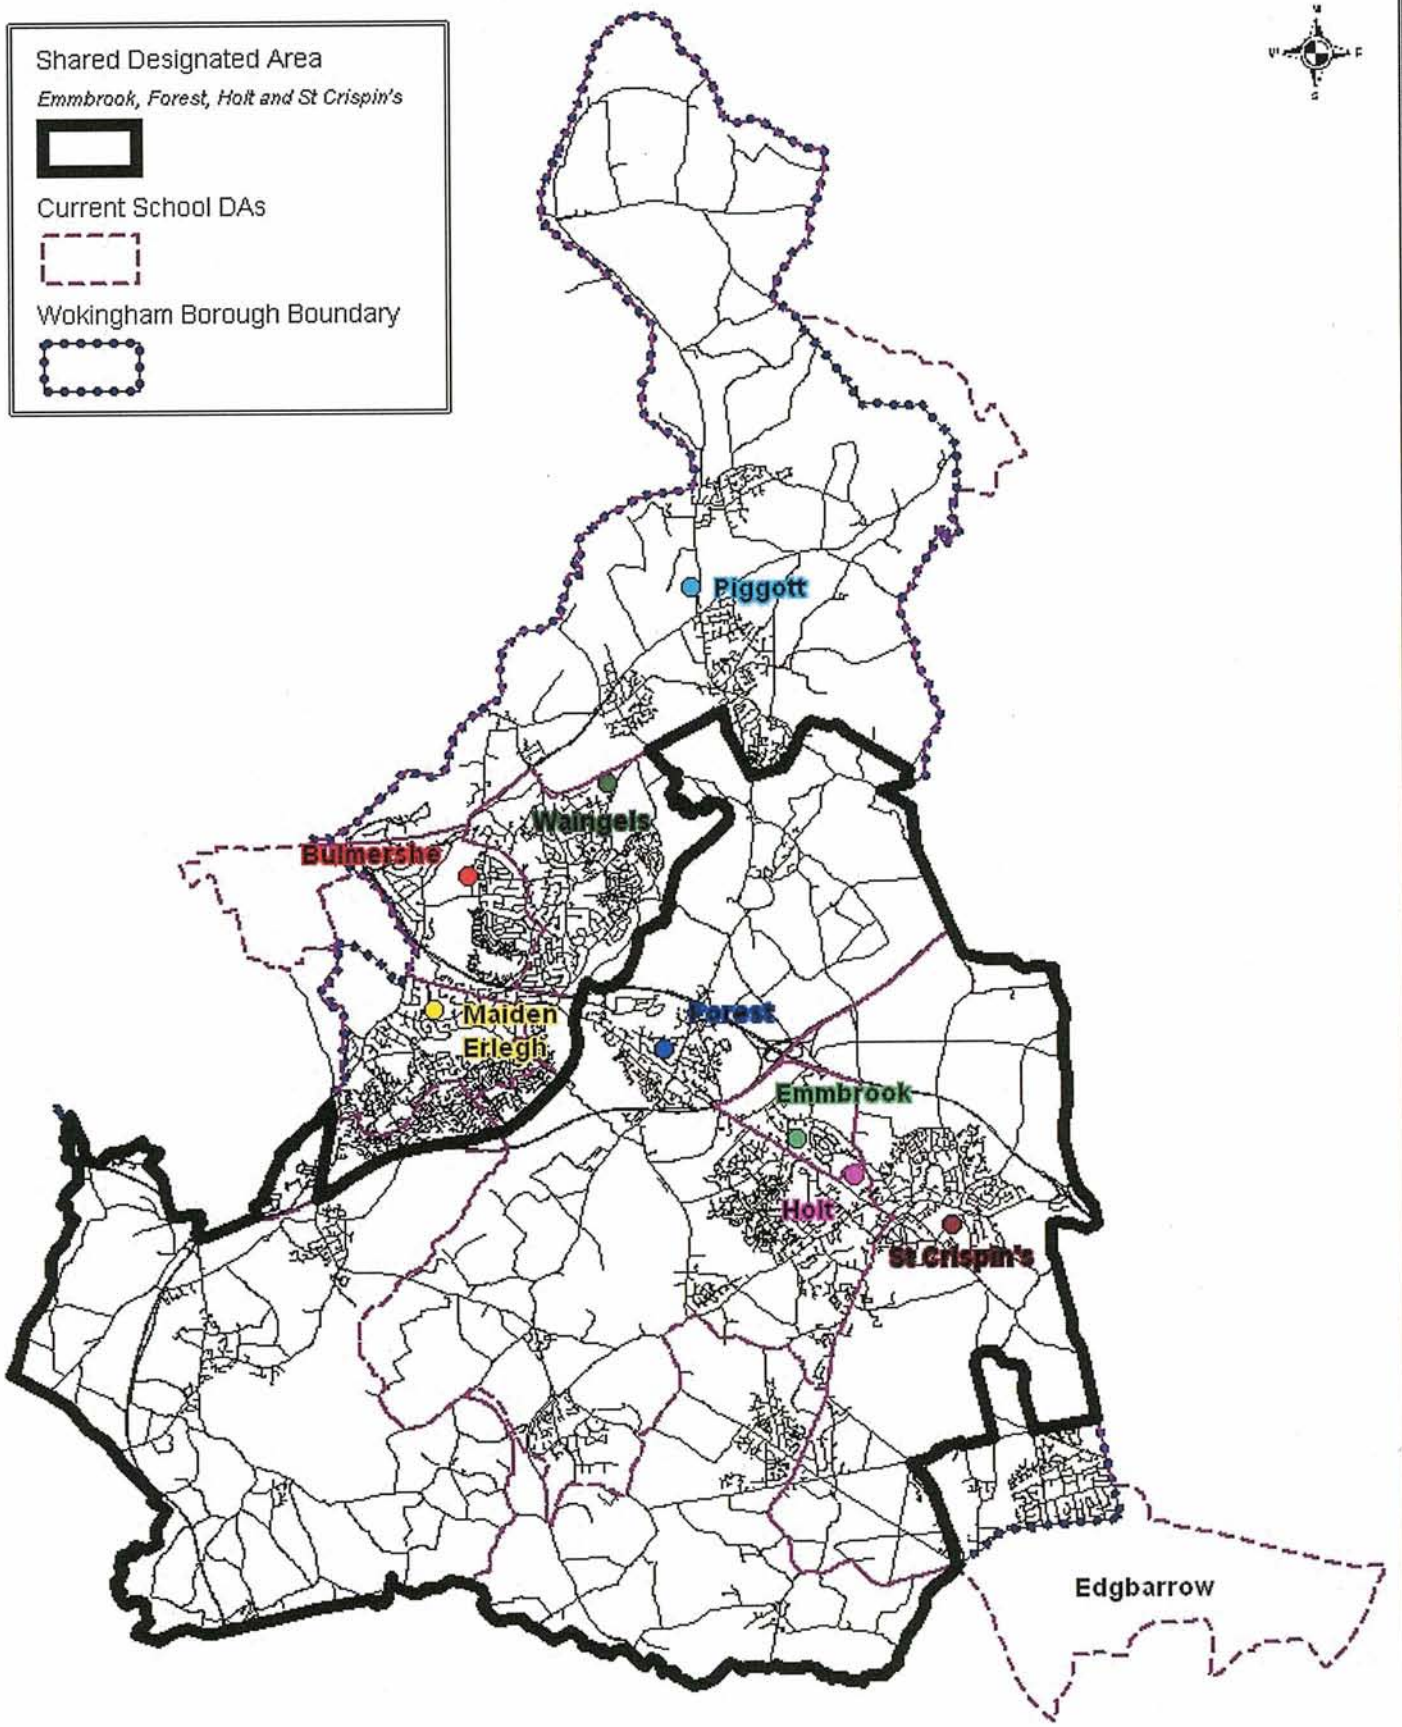 Shared Designated Area
Emmbrook, Forest, Holt and St Crispin's
Current School DAs
Wokingham Borough Boundary
N
S
Piggott
Waingels
Bulmershe
Maiden
Erlegh
Forest
Emmbrook
Holt
St Crispin's
Edgbarrow